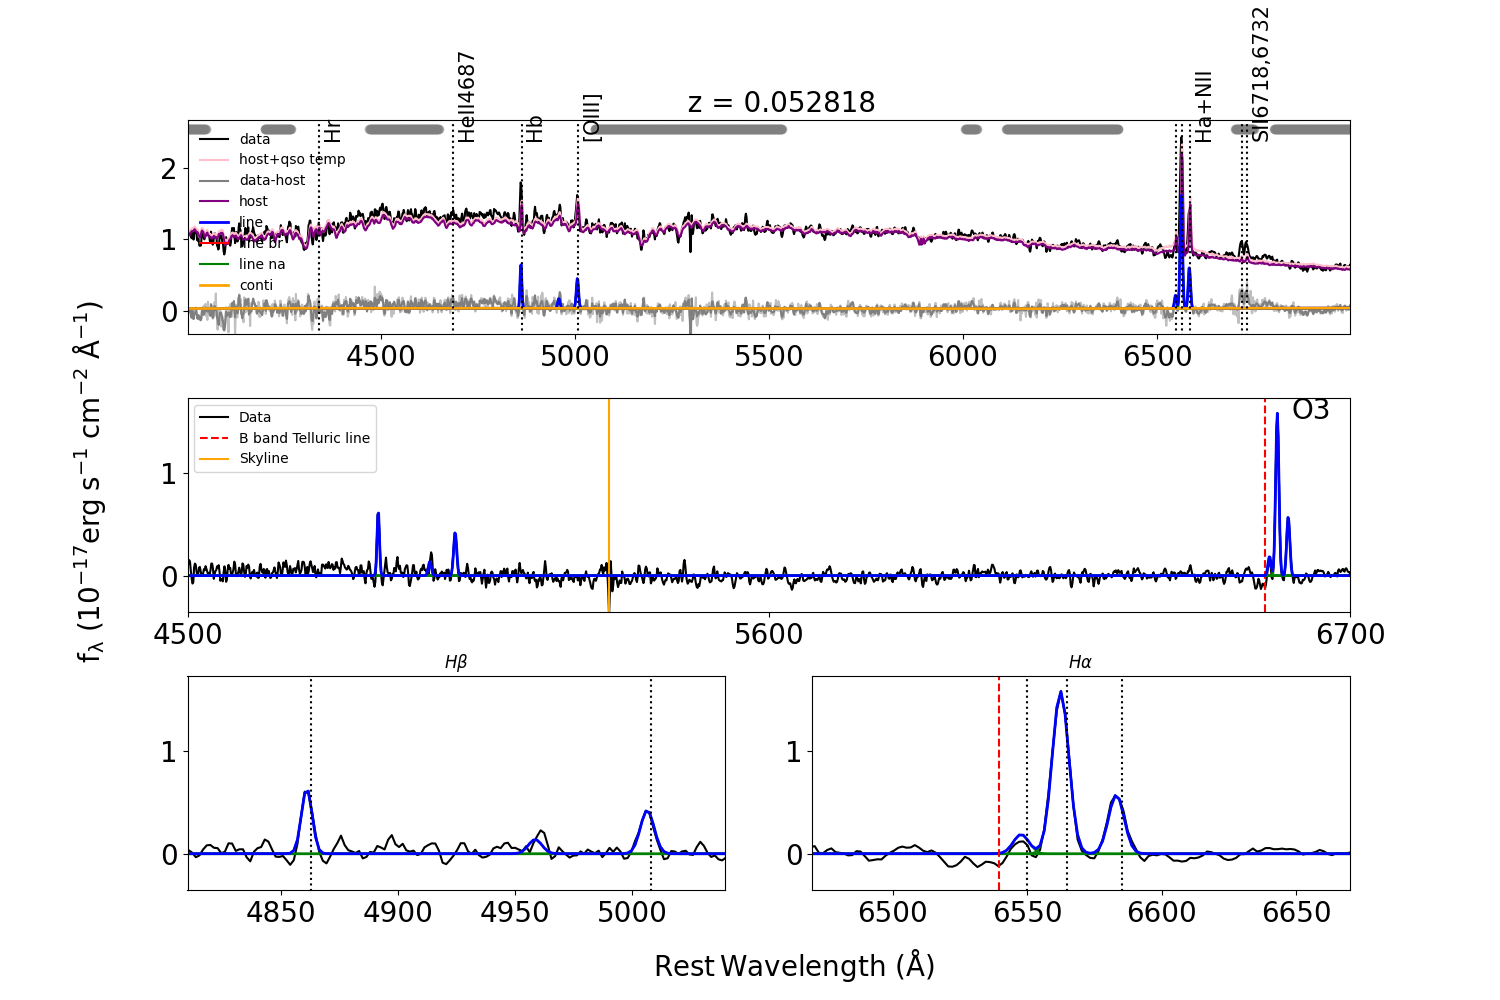 z = 0.052818
Hr
HeII4687
Hb
[OIII]
Ha+NII
SII6718,6732
data
host+qso temp
data-host
host
line
line br
line na
conti
2
1
0
4500 5000 5500 6000 6500
fλ (10⁻¹⁷erg s⁻¹ cm⁻² Å⁻¹)
Data
B band Telluric line
Skyline
O3
1
0
4500 5600 6700
Hβ
1
0
4850 4900 4950 5000
Hα
1
0
6500 6550 6600 6650
Rest Wavelength (Å)